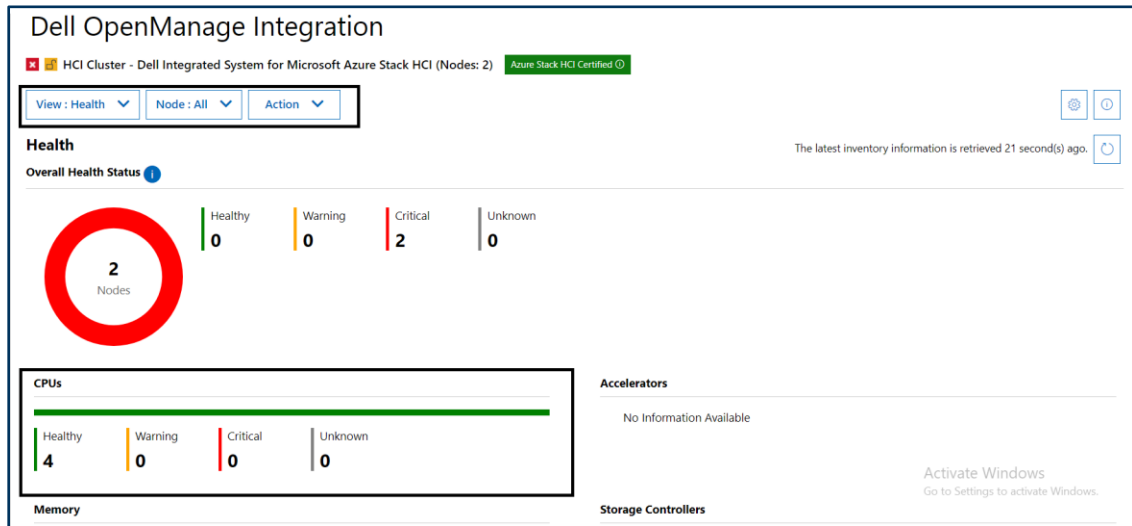 Dell OpenManage Integration
HCI Cluster - Dell Integrated System for Microsoft Azure Stack HCI (Nodes: 2) Azure Stack HCI Certified
View : Health Node : All Action
Health
The latest inventory information is retrieved 21 second(s) ago.
Overall Health Status
Healthy Warning Critical Unknown
0 0 2 0
2
Nodes
CPUs Accelerators
No Information Available
Healthy Warning Critical Unknown
4 0 0 0
Activate Windows
Go to Settings to activate Windows.
Memory Storage Controllers